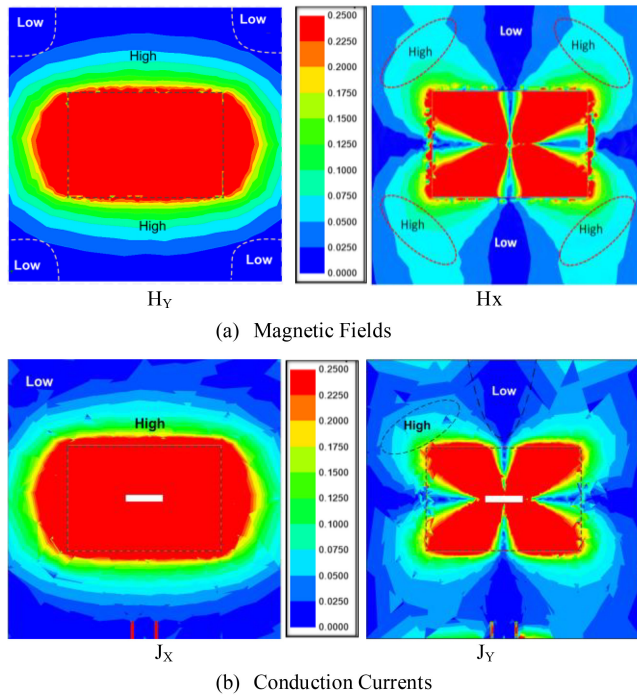 Low
Low
High
High
Low
Low
0.2500
0.2250
0.2000
0.1750
0.1500
0.1250
0.1000
0.0750
0.0500
0.0250
0.0000
High
Low
High
High
Low
High
H_Y
Hx
(a) Magnetic Fields
Low
High
0.2500
0.2250
0.2000
0.1750
0.1500
0.1250
0.1000
0.0750
0.0500
0.0250
0.0000
Low
High
J_X
J_Y
(b) Conduction Currents